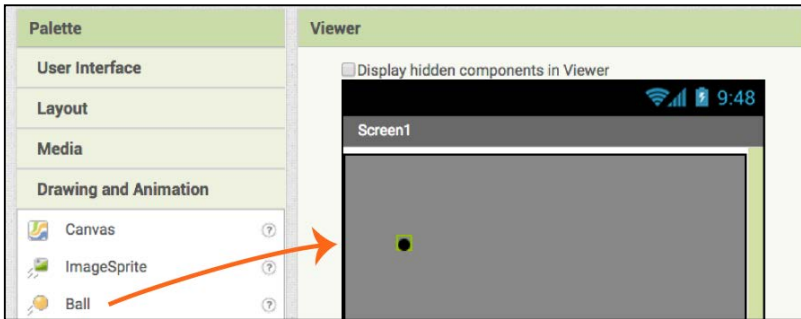 Palette
User Interface
Layout
Media
Drawing and Animation
Canvas
ImageSprite
Ball
Viewer
Display hidden components in Viewer
9:48
Screen1